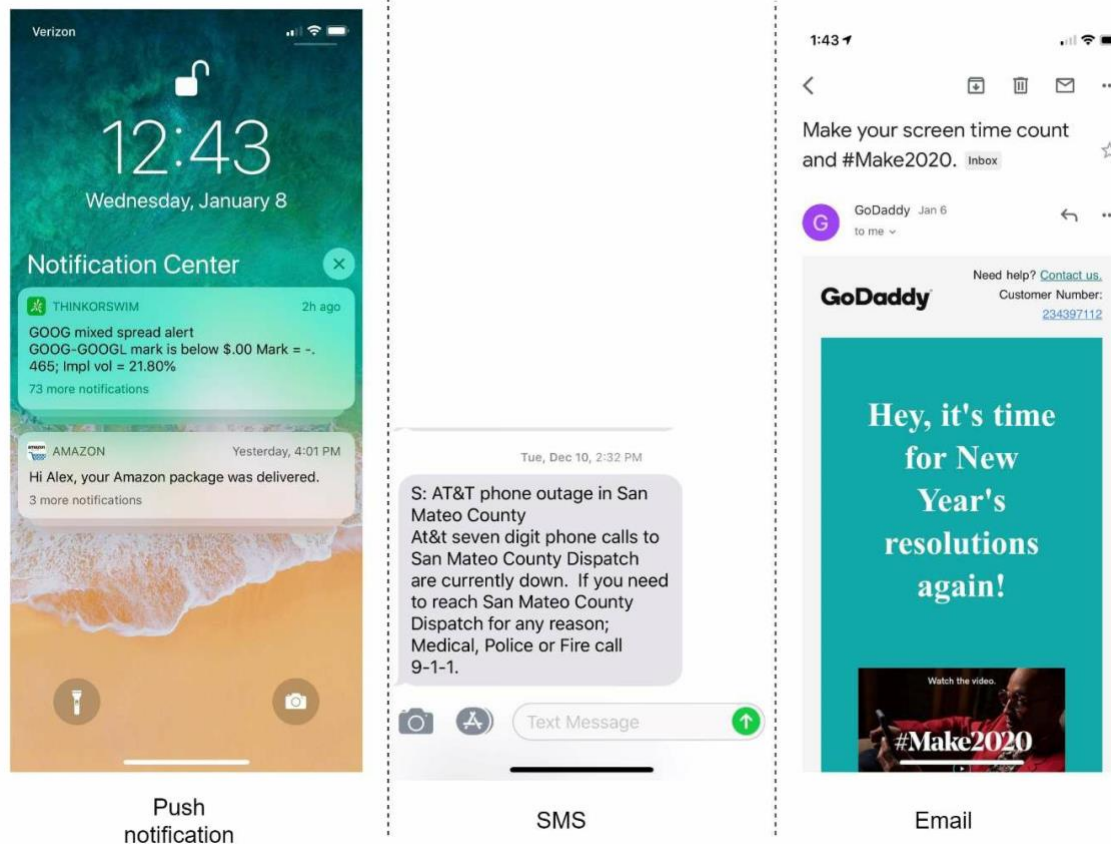 Verizon
12:43
Wednesday, January 8
Notification Center
THINKORSWIM 2h ago
GOOG mixed spread alert
GOOG-GOOGL mark is below $.00 Mark = -.
465; Impl vol = 21.80%
73 more notifications
AMAZON Yesterday, 4:01 PM
Hi Alex, your Amazon package was delivered.
3 more notifications
Push
notification
Tue, Dec 10, 2:32 PM
S: AT&T phone outage in San
Mateo County
At&t seven digit phone calls to
San Mateo County Dispatch
are currently down. If you need
to reach San Mateo County
Dispatch for any reason;
Medical, Police or Fire call
9-1-1.
Text Message
SMS
1:43
Make your screen time count
and #Make2020. Inbox
G
GoDaddy Jan 6
to me
Need help? Contact us.
GoDaddy Customer Number:
234397112
Hey, it's time
for New
Year's
resolutions
again!
Watch the video.
#Make2020
Email